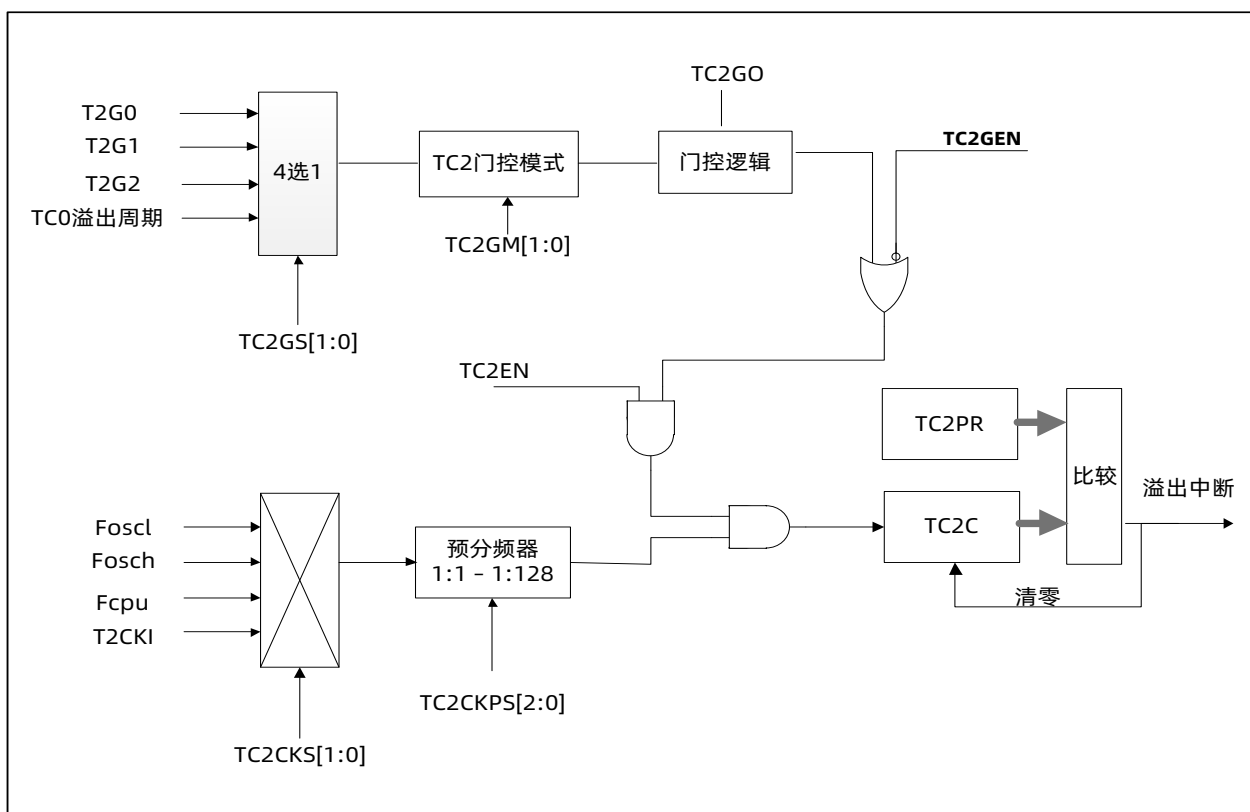 TC2GO
T2G0
T2G1
T2G2
TC0溢出周期
4选1
TC2门控模式
门控逻辑
TC2GEN
TC2GM[1:0]
TC2GS[1:0]
TC2EN
TC2PR
比较
溢出中断
TC2C
清零
Foscl
Fosch
Fcpu
T2CKI
预分频器
1:1 – 1:128
TC2CKPS[2:0]
TC2CKS[1:0]